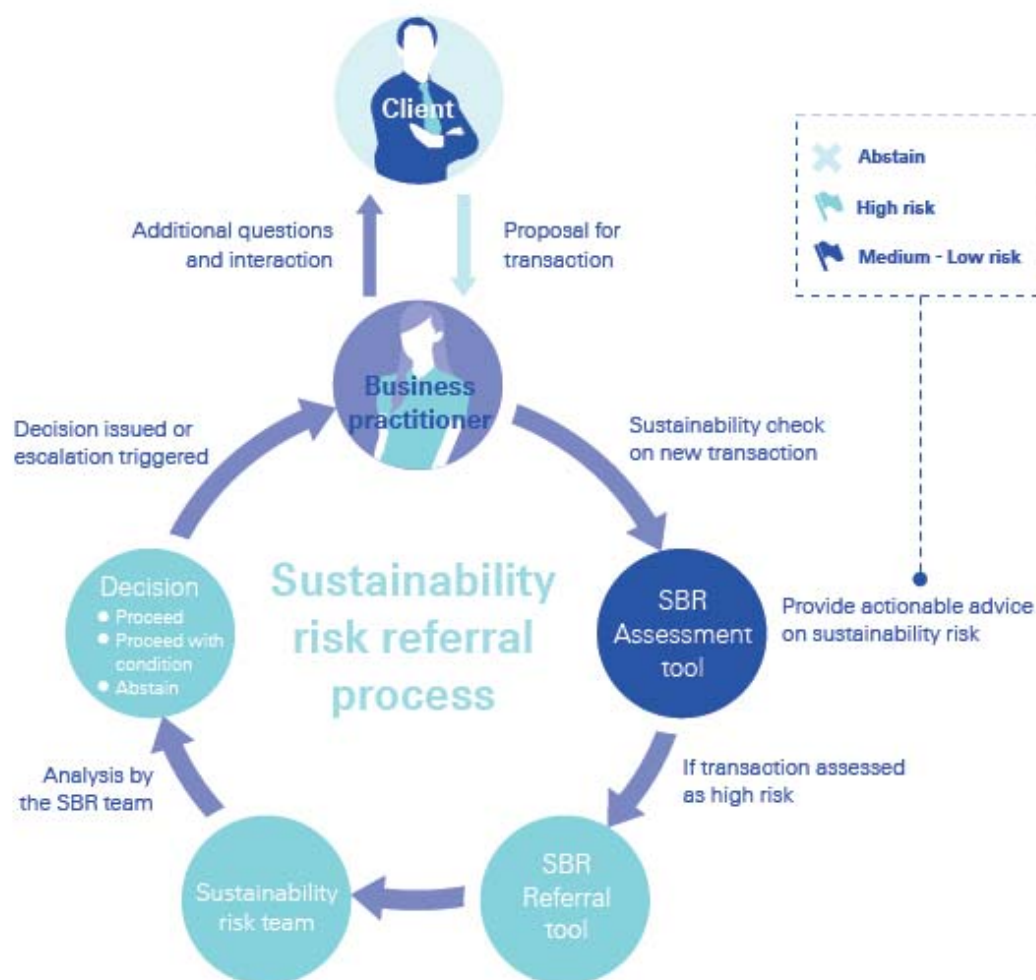 Client
Additional questions
and interaction
Proposal for
transaction
Abstain
High risk
Medium - Low risk
Business
practitioner
Decision issued or
escalation triggered
Sustainability check
on new transaction
Sustainability
risk referral
process
Decision
Proceed
Proceed with
condition
Abstain
SBR
Assessment
tool
Provide actionable advice
on sustainability risk
Analysis by
the SBR team
If transaction assessed
as high risk
Sustainability
risk team
SBR
Referral
tool